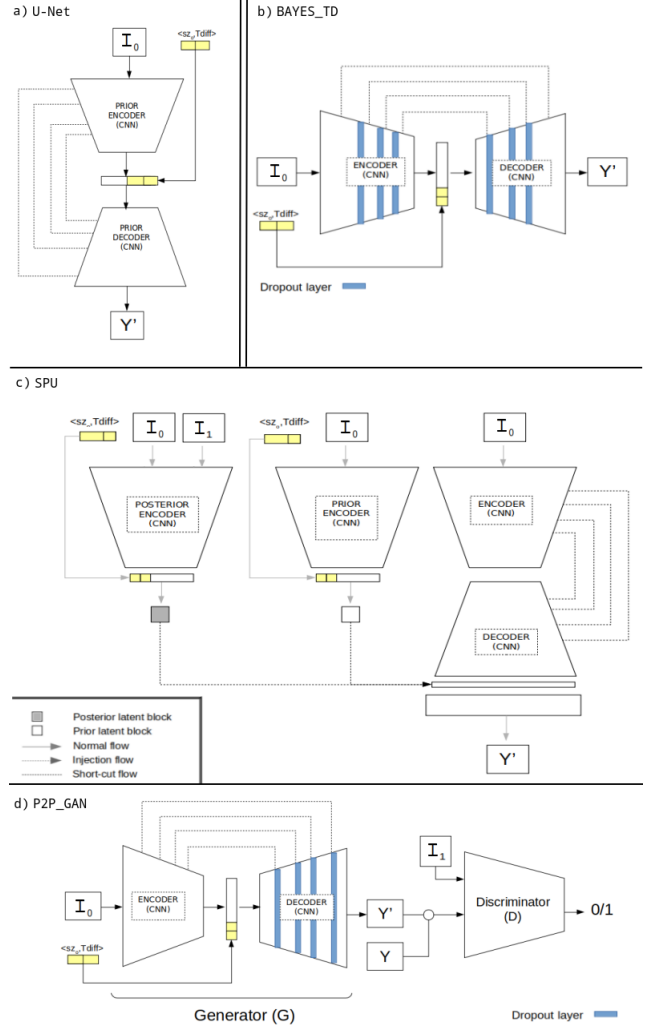 a) U-Net
I0
<sz0,Tdiff>
PRIOR
ENCODER
(CNN)
PRIOR
DECODER
(CNN)
Y'
b) BAYES_TD
I0
ENCODER
(CNN)
DECODER
(CNN)
Y'
<sz0,Tdiff>
Dropout layer
c) SPU
<sz0,Tdiff>
I0
I1
POSTERIOR
ENCODER
(CNN)
<sz0,Tdiff>
I0
PRIOR
ENCODER
(CNN)
I0
ENCODER
(CNN)
DECODER
(CNN)
Y'
Posterior latent block
Prior latent block
Normal flow
Injection flow
Short-cut flow
d) P2P_GAN
I0
ENCODER
(CNN)
DECODER
(CNN)
<sz0,Tdiff>
Generator (G)
Y'
Y
I1
Discriminator
(D)
0/1
Dropout layer